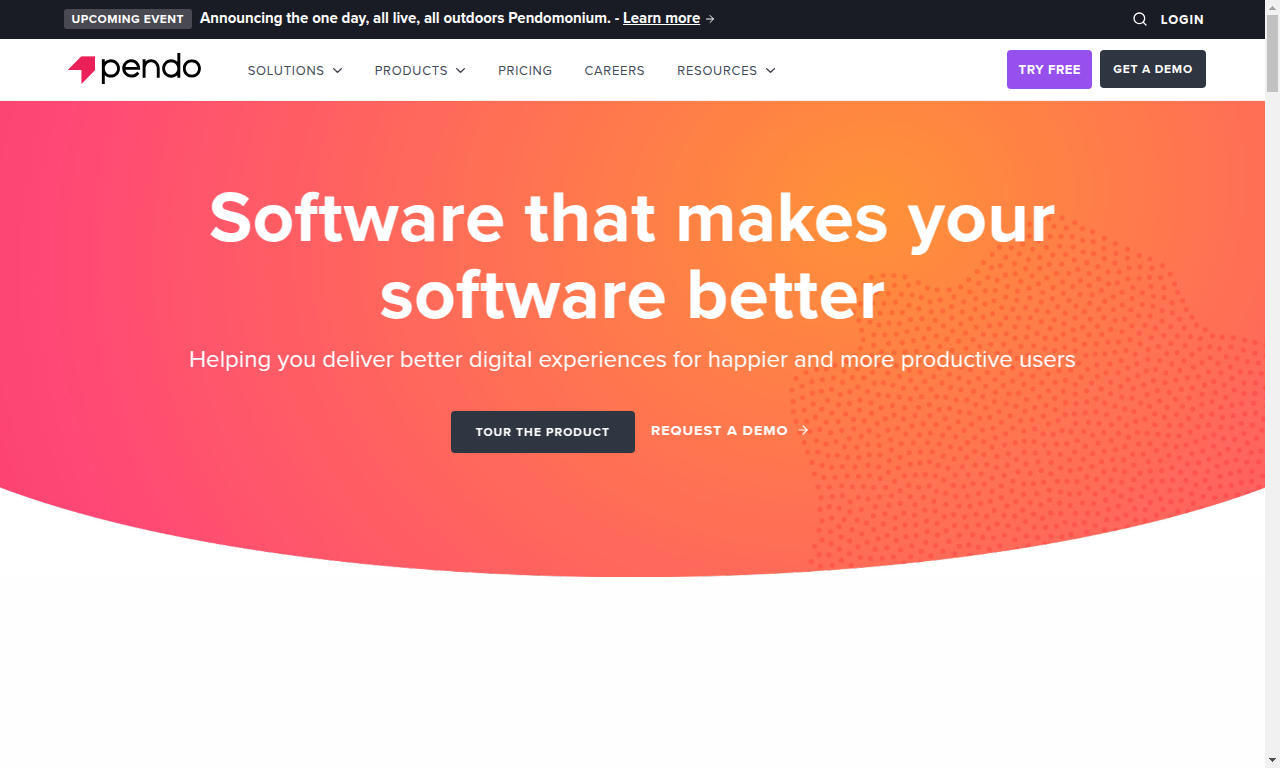 UPCOMING EVENT Announcing the one day, all live, all outdoors Pendomonium. - Learn more → LOGIN
pendo SOLUTIONS PRODUCTS PRICING CAREERS RESOURCES TRY FREE GET A DEMO
Software that makes your
software better
Helping you deliver better digital experiences for happier and more productive users
TOUR THE PRODUCT REQUEST A DEMO →